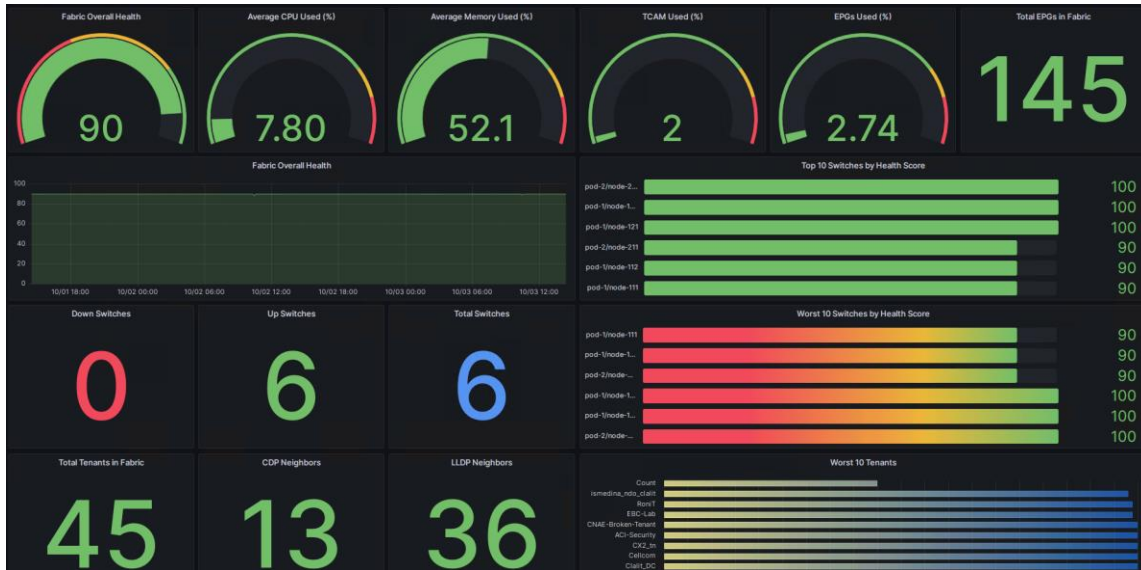 Fabric Overall Health
90
Average CPU Used (%)
7.80
Average Memory Used (%)
52.1
TCAM Used (%)
2
EPGs Used (%)
2.74
Total EPGs in Fabric
145
Fabric Overall Health
100
80
60
40
20
0
10/01 18:00 10/02 00:00 10/02 06:00 10/02 12:00 10/02 18:00 10/03 00:00 10/03 06:00 10/03 12:00
Top 10 Switches by Health Score
pod-2/node-2... 100
pod-1/node-1... 100
pod-1/node-121 100
pod-2/node-211 90
pod-1/node-112 90
pod-1/node-111 90
Down Switches
0
Up Switches
6
Total Switches
6
Worst 10 Switches by Health Score
pod-1/node-111 90
pod-1/node-1... 90
pod-2/node-... 90
pod-1/node-1... 100
pod-1/node-1... 100
pod-2/node-... 100
Total Tenants in Fabric
45
CDP Neighbors
13
LLDP Neighbors
36
Worst 10 Tenants
Count
ismedina_ndo_clalit
RoniT
EBC-Lab
CNAE-Broken-Tenant
ACI-Security
CX2_tn
Cellcom
Clalit_DC